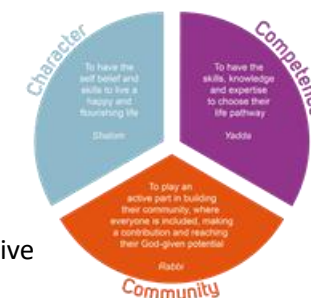 Character
To have the
self belief and
skills to live a
happy and
flourishing life
Shalom
Competence
To have the
skills, knowledge
and expertise
to choose their
life pathway
Yadda
To play an
active part in building
their community, where
everyone is included, making
a contribution and reaching
their God-given potential
Rabbi
Community
ive